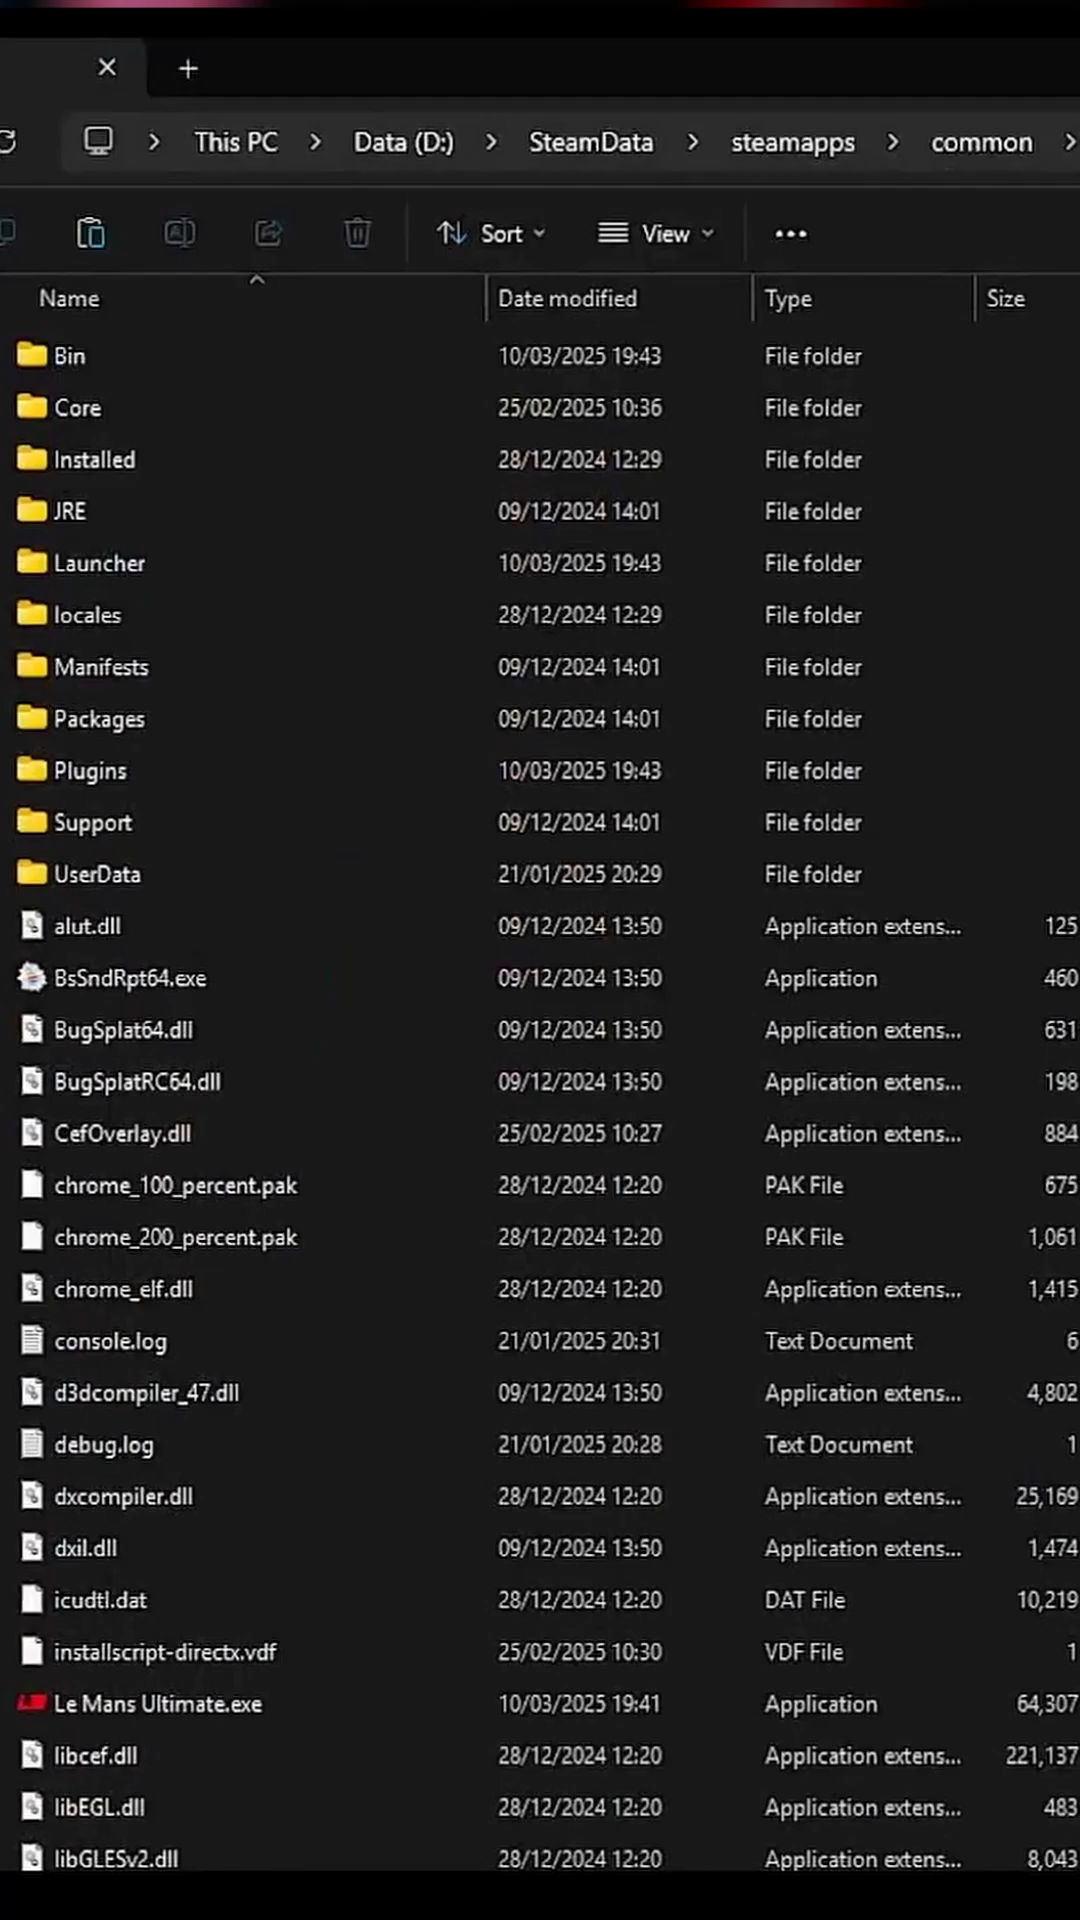 This PC > Data (D:) > SteamData > steamapps > common >
Sort View
Name Date modified Type Size
Bin 10/03/2025 19:43 File folder
Core 25/02/2025 10:36 File folder
Installed 28/12/2024 12:29 File folder
JRE 09/12/2024 14:01 File folder
Launcher 10/03/2025 19:43 File folder
locales 28/12/2024 12:29 File folder
Manifests 09/12/2024 14:01 File folder
Packages 09/12/2024 14:01 File folder
Plugins 10/03/2025 19:43 File folder
Support 09/12/2024 14:01 File folder
UserData 21/01/2025 20:29 File folder
alut.dll 09/12/2024 13:50 Application extens... 125
BsSndRpt64.exe 09/12/2024 13:50 Application 460
BugSplat64.dll 09/12/2024 13:50 Application extens... 631
BugSplatRC64.dll 09/12/2024 13:50 Application extens... 198
CefOverlay.dll 25/02/2025 10:27 Application extens... 884
chrome_100_percent.pak 28/12/2024 12:20 PAK File 675
chrome_200_percent.pak 28/12/2024 12:20 PAK File 1,061
chrome_elf.dll 28/12/2024 12:20 Application extens... 1,415
console.log 21/01/2025 20:31 Text Document 6
d3dcompiler_47.dll 09/12/2024 13:50 Application extens... 4,802
debug.log 21/01/2025 20:28 Text Document 1
dxcompiler.dll 28/12/2024 12:20 Application extens... 25,169
dxil.dll 09/12/2024 13:50 Application extens... 1,474
icudtl.dat 28/12/2024 12:20 DAT File 10,219
installscript-directx.vdf 25/02/2025 10:30 VDF File 1
Le Mans Ultimate.exe 10/03/2025 19:41 Application 64,307
libcef.dll 28/12/2024 12:20 Application extens... 221,137
libEGL.dll 28/12/2024 12:20 Application extens... 483
libGLESv2.dll 28/12/2024 12:20 Application extens... 8,043